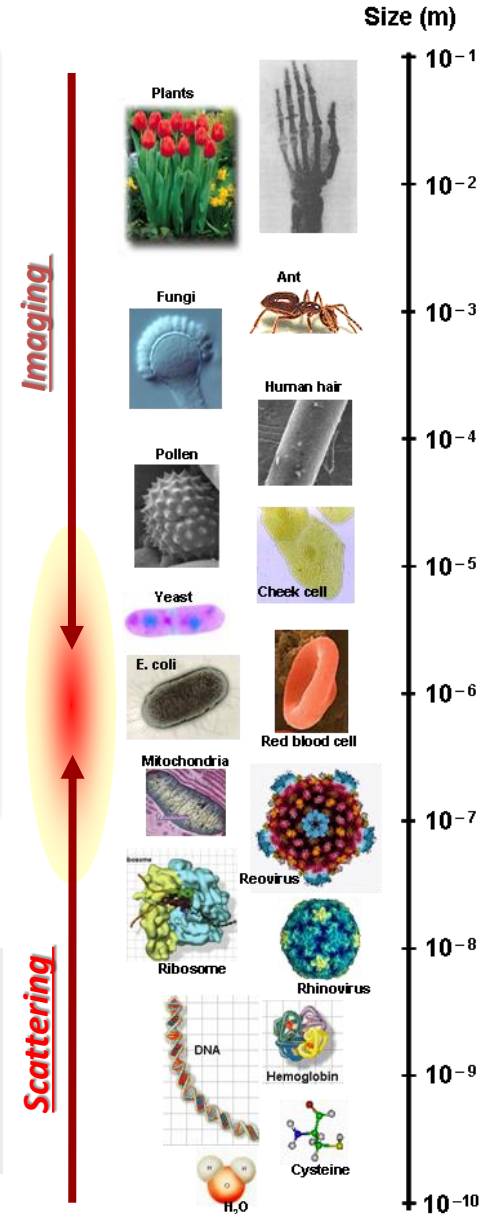 Size (m)
10⁻¹
Plants
10⁻²
Imaging
Ant
Fungi
10⁻³
Human hair
10⁻⁴
Pollen
10⁻⁵
Cheek cell
Yeast
E. coli
10⁻⁶
Red blood cell
Mitochondria
10⁻⁷
Reovirus
Ribosome
10⁻⁸
Rhinovirus
Scattering
DNA
Hemoglobin
10⁻⁹
Cysteine
H
H
O
H₂O
10⁻¹⁰